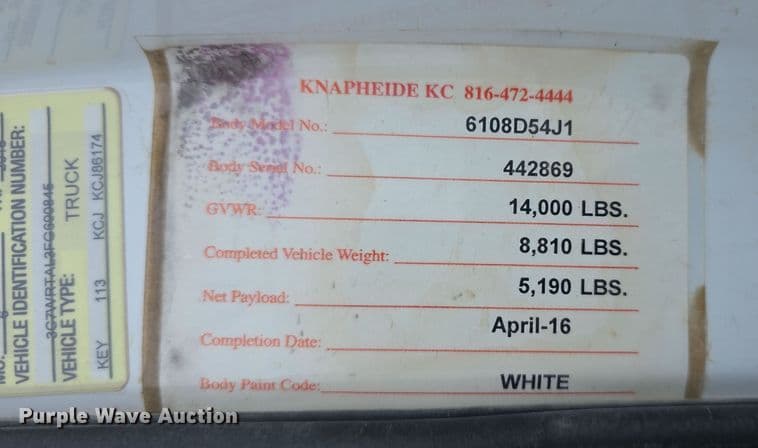 KNAPHEIDE KC 816-472-4444
Body Model No.: 6108D54J1
Body Serial No.: 442869
GVWR: 14,000 LBS.
Completed Vehicle Weight: 8,810 LBS.
Net Payload: 5,190 LBS.
Completion Date: April-16
Body Paint Code: WHITE
VEHICLE IDENTIFICATION NUMBER:
VEHICLE TYPE: TRUCK
KEY 113 KCJ KCJ86174
Purple Wave Auction